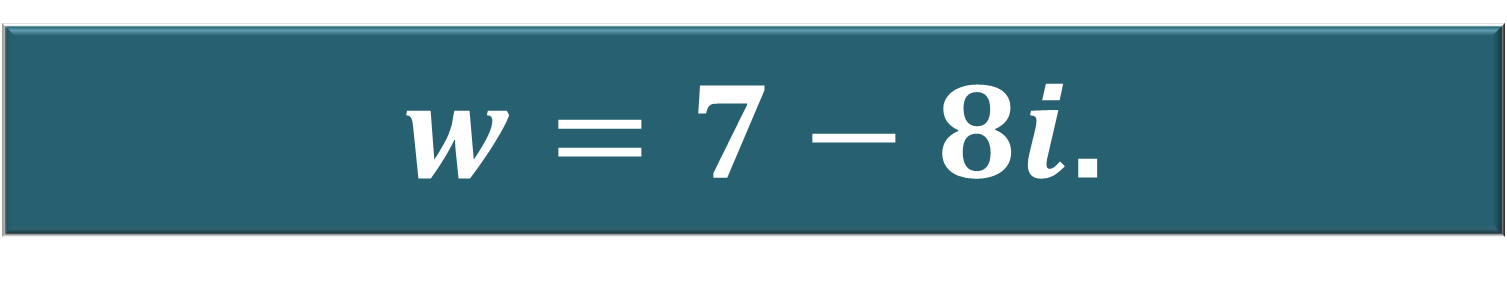 w = 7 − 8i.